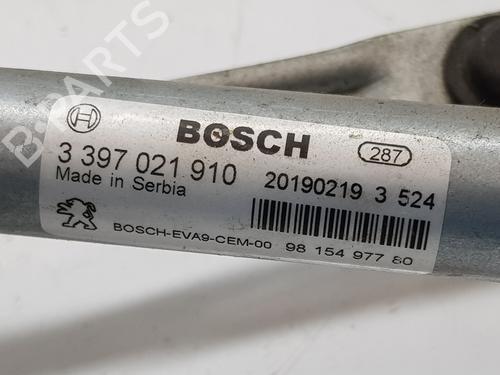 BOSCH
287
3 397 021 910
Made in Serbia
20190219 3 524
BOSCH-EVA9-CEM-00
98 154 977 80
B-PARTS